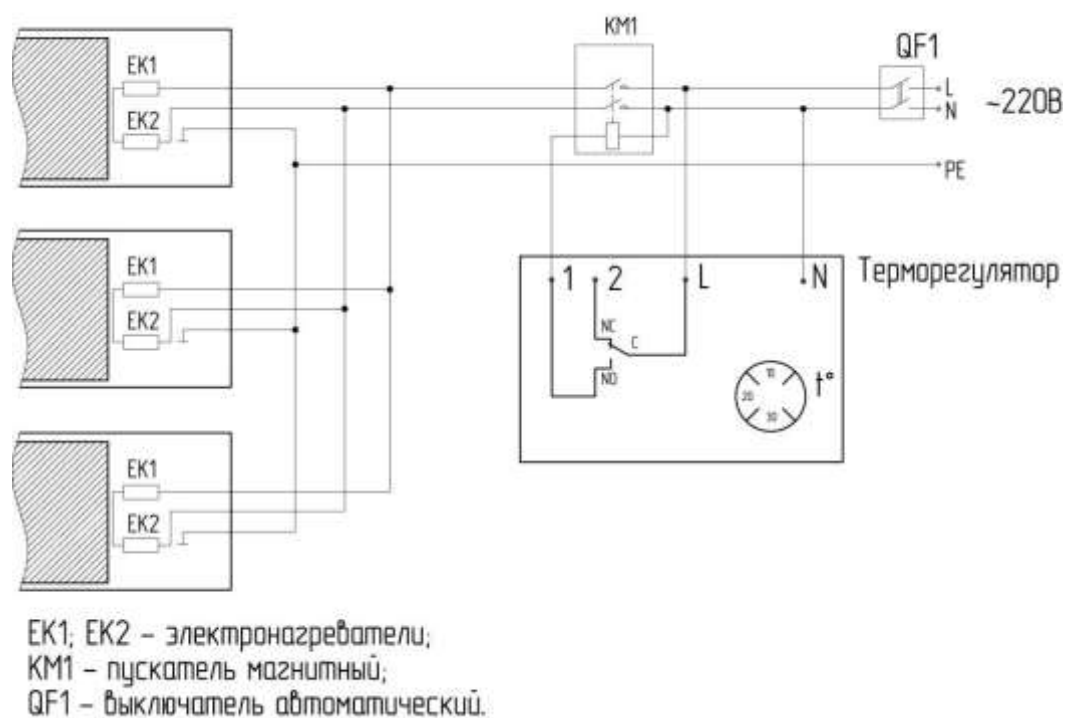 KM1
QF1
EK1
L
EK2
N
~220В
PE
EK1
EK2
1
2
L
N
Терморегулятор
NC
C
NO
10
20
30
t°
EK1
EK2
EK1; EK2 – электронагреватели;
KM1 – пускатель магнитный;
QF1 – выключатель автоматический.